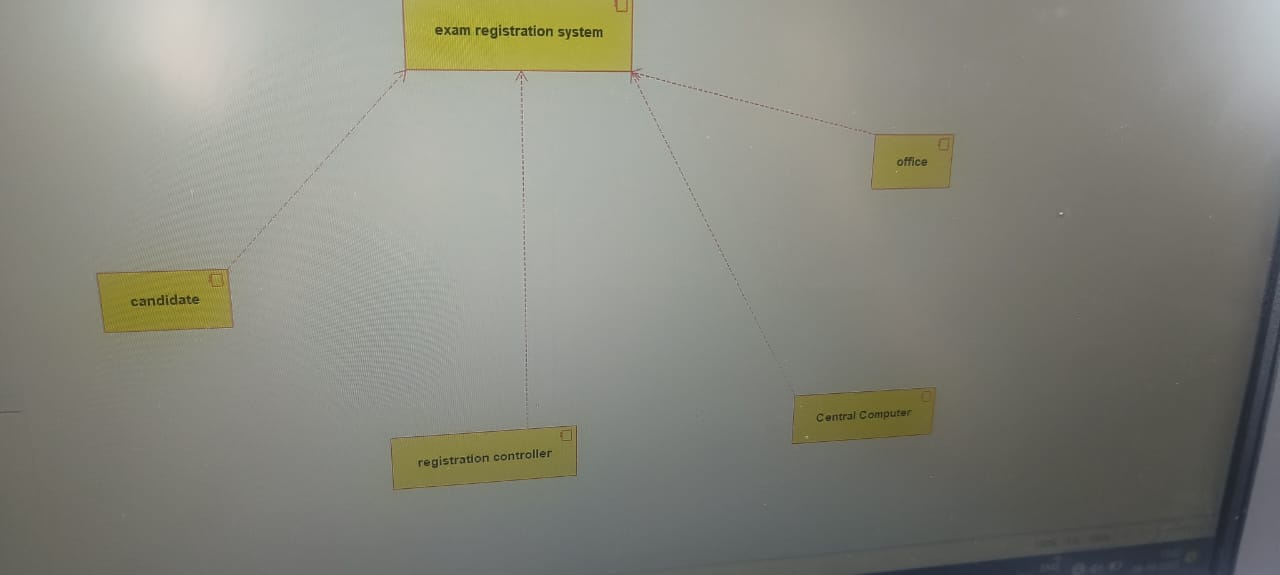 exam registration system
office
candidate
Central Computer
registration controller